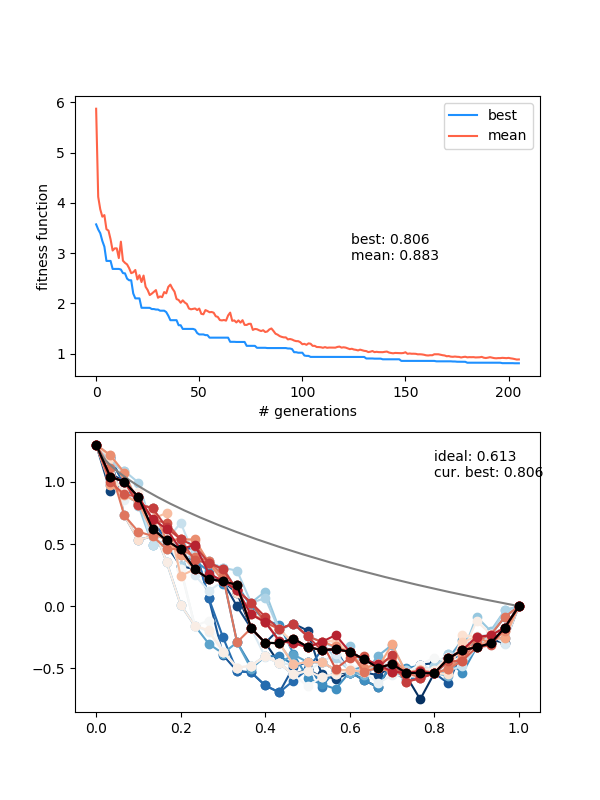 6
5
4
3
2
1
fitness function
best
mean
best: 0.806
mean: 0.883
0
50
100
150
200
# generations
1.0
0.5
0.0
−0.5
ideal: 0.613
cur. best: 0.806
0.0
0.2
0.4
0.6
0.8
1.0